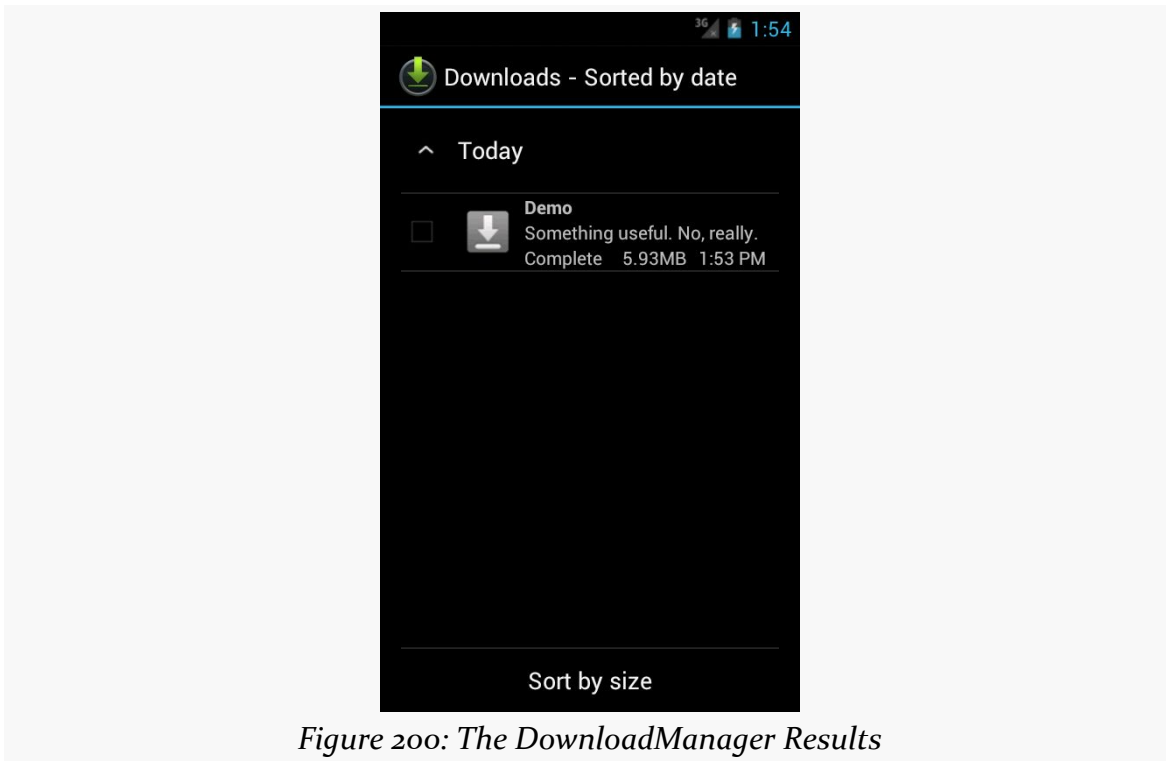 3G 1:54
Downloads - Sorted by date
Today
Demo
Something useful. No, really.
Complete 5.93MB 1:53 PM
Sort by size
Figure 200: The DownloadManager Results